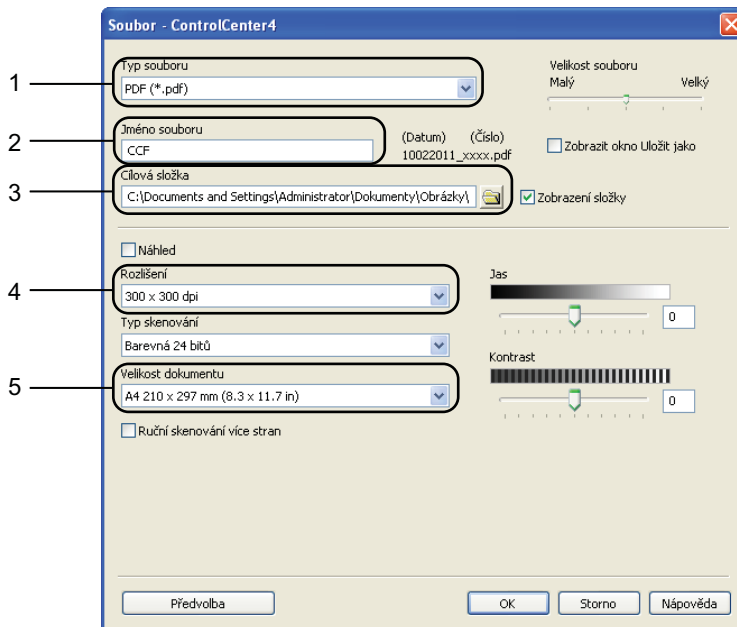 Soubor - ControlCenter4
1
Typ souboru
PDF (*.pdf)
Velikost souboru
Malý Velký
2
Jméno souboru
CCF
(Datum) (Číslo)
10022011_xxxx.pdf
Zobrazit okno Uložit jako
3
Cílová složka
C:\Documents and Settings\Administrator\Dokumenty\Obrázky\
Zobrazení složky
Náhled
4
Rozlišení
300 x 300 dpi
Jas
0
Typ skenování
Barevná 24 bitů
5
Velikost dokumentu
A4 210 x 297 mm (8.3 x 11.7 in)
Kontrast
0
Ruční skenování více stran
Předvolba OK Storno Nápověda